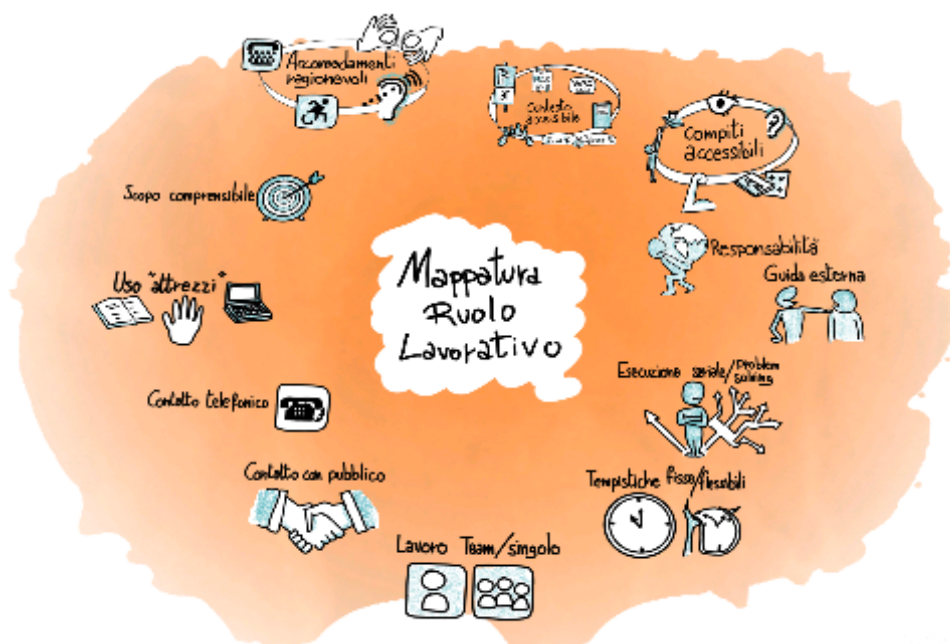 Accomodamenti
ragionevoli
Contesto
accessibile
Compiti
accessibili
Scopo comprensibile
Responsabilità
Guida esterna
Mappatura
Ruolo
Lavorativo
Uso "attrezzi"
Esecuzione seriale/problem
solving
Contatto telefonico
Contatto con pubblico
Tempistiche fisse/flessibili
Lavoro Team/singolo